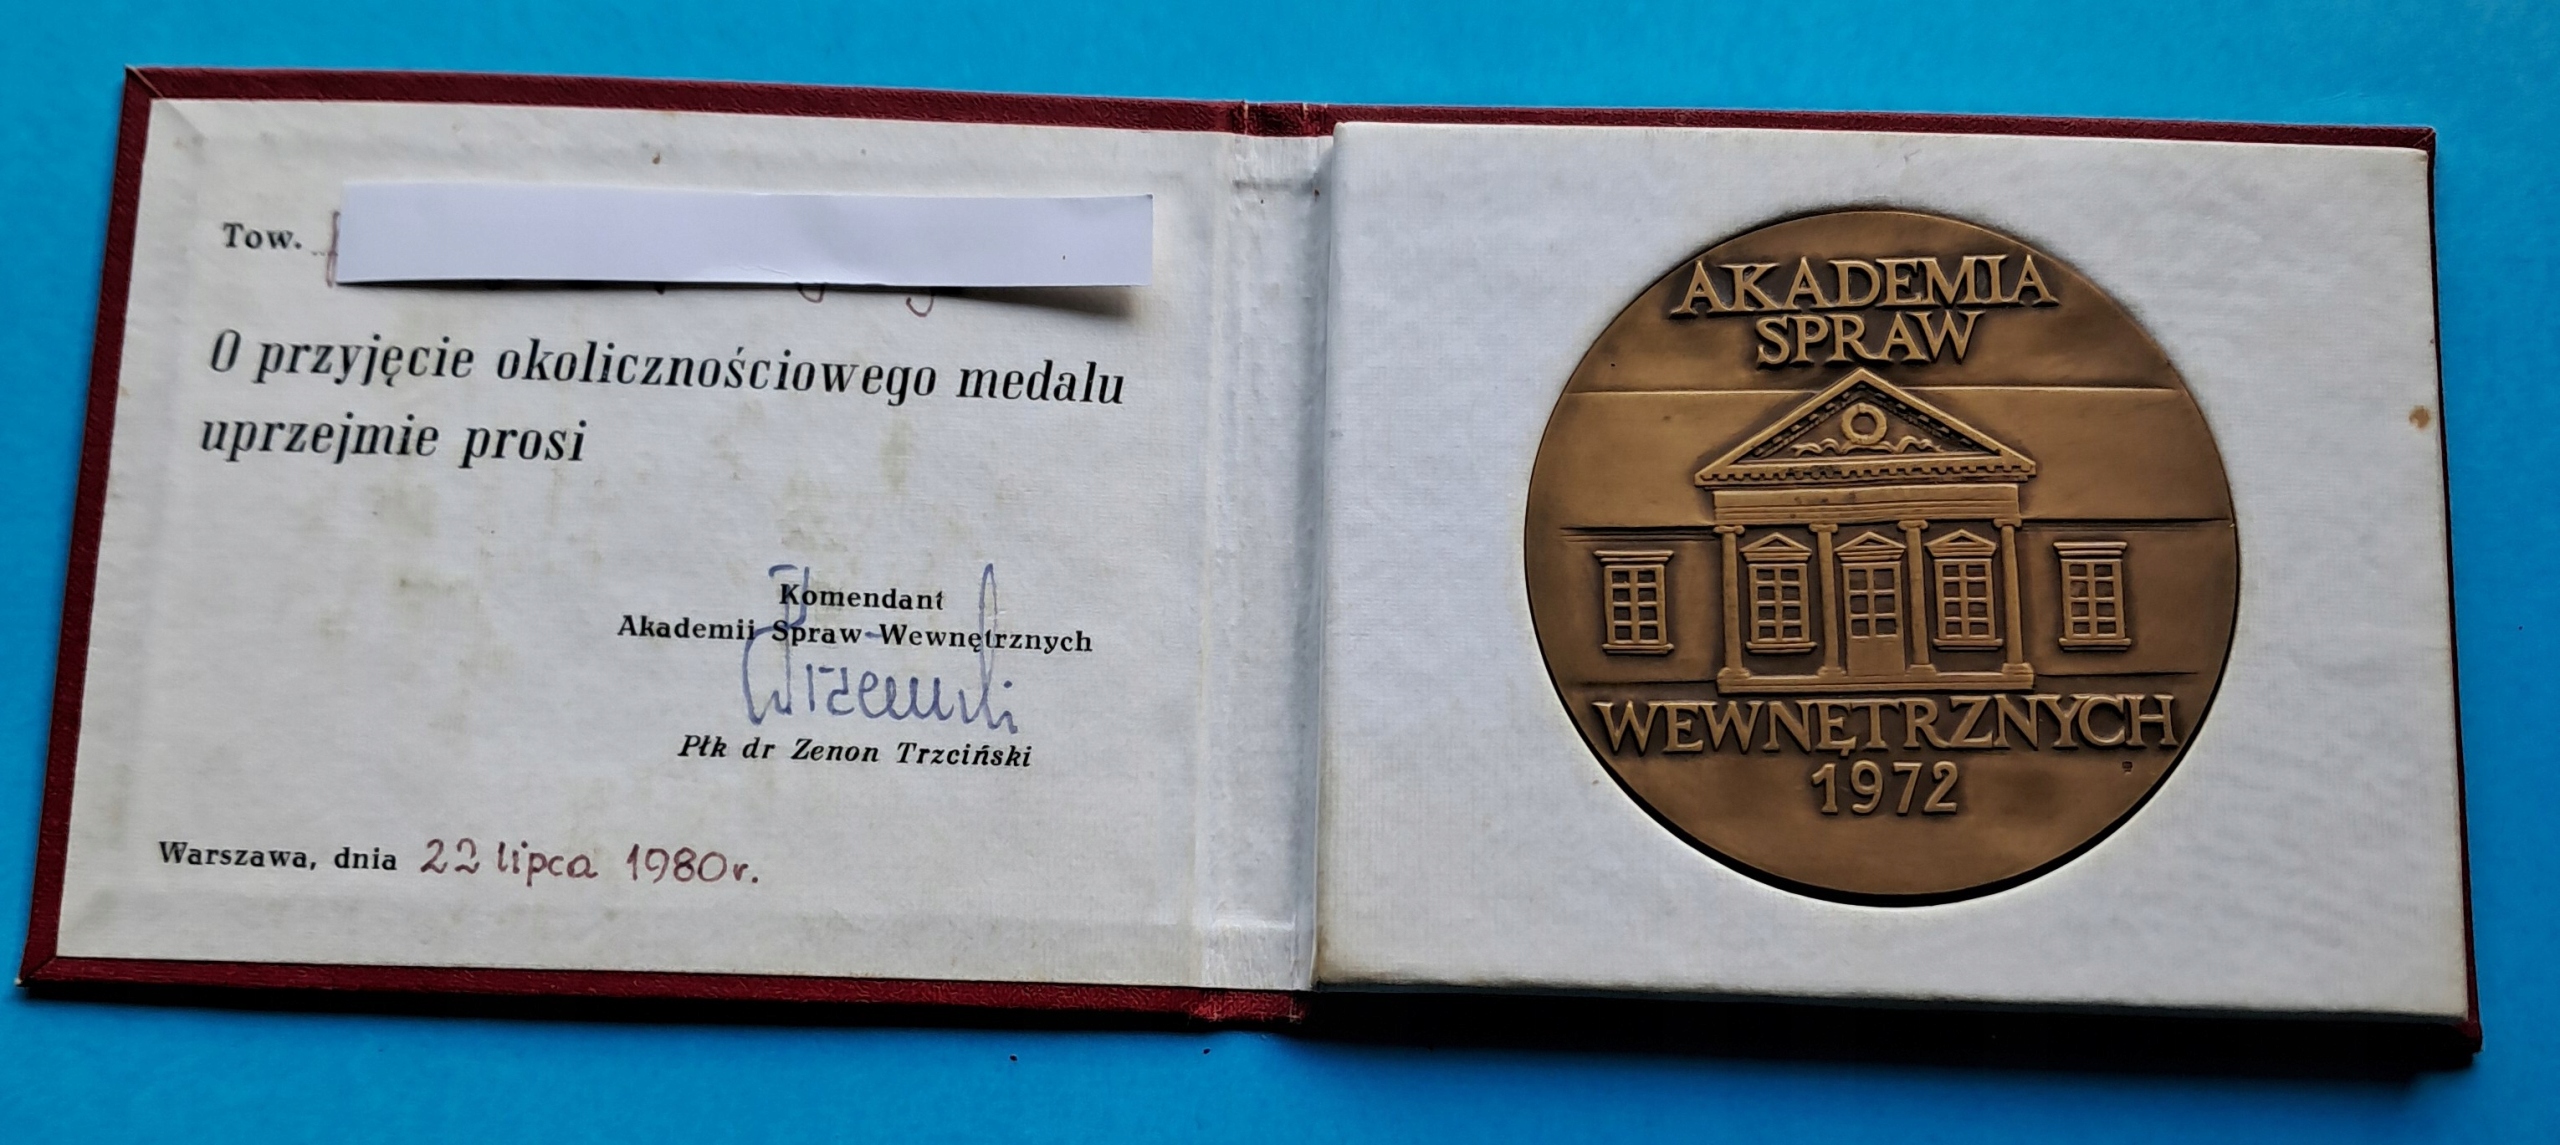 Tow.
O przyjęcie okolicznościowego medalu
uprzejmie prosi
Komendant
Akademii Spraw Wewnętrznych
Płk dr Zenon Trzciński
Warszawa, dnia 22 lipca 1980 r.
AKADEMIA
SPRAW
WEWNĘTRZNYCH
1972